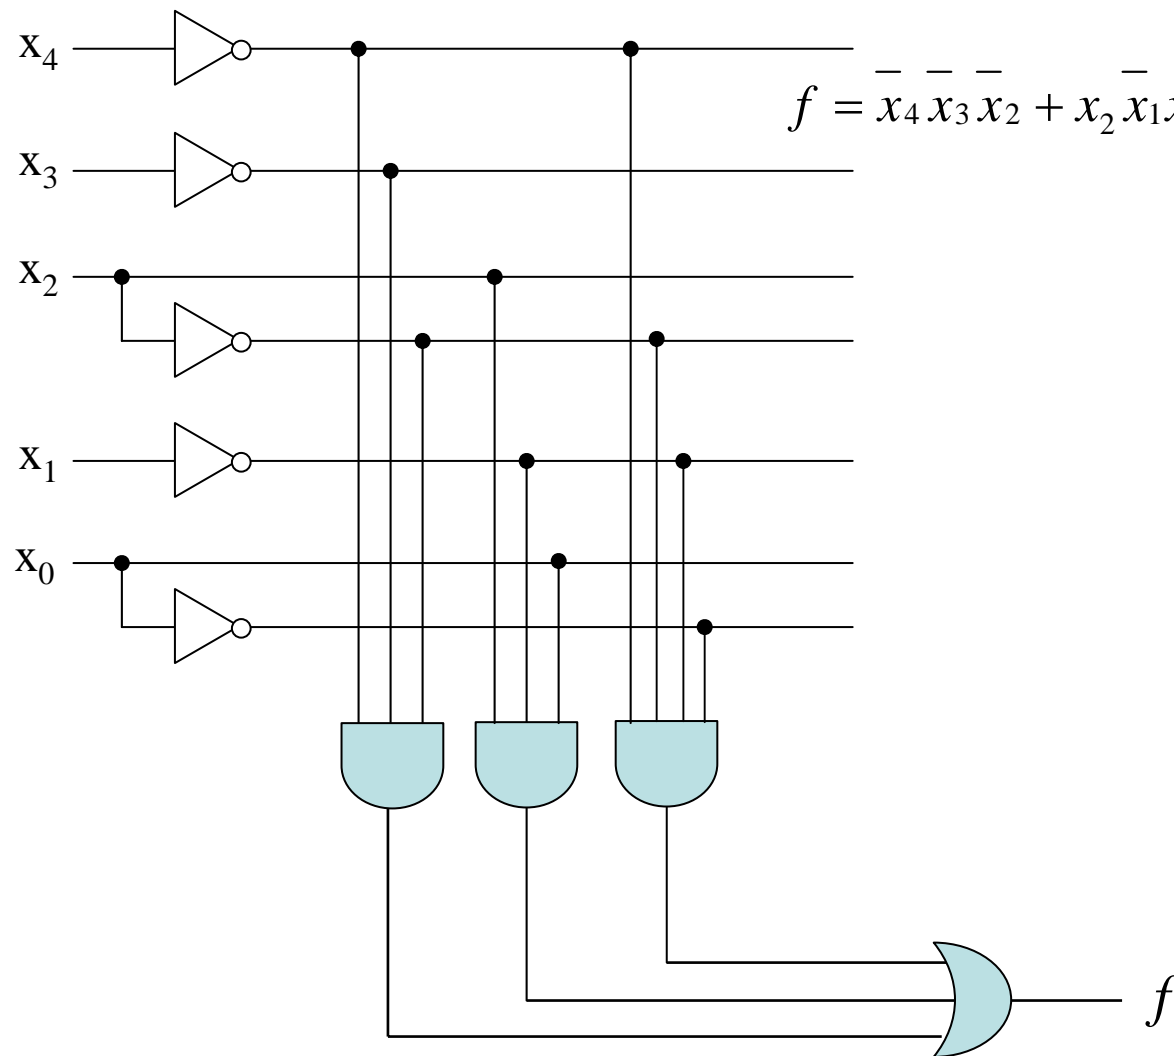 x₄
f = x̄₄ x̄₃ x̄₂ + x₂ x̄₁
x₃
x₂
x₁
x₀
f